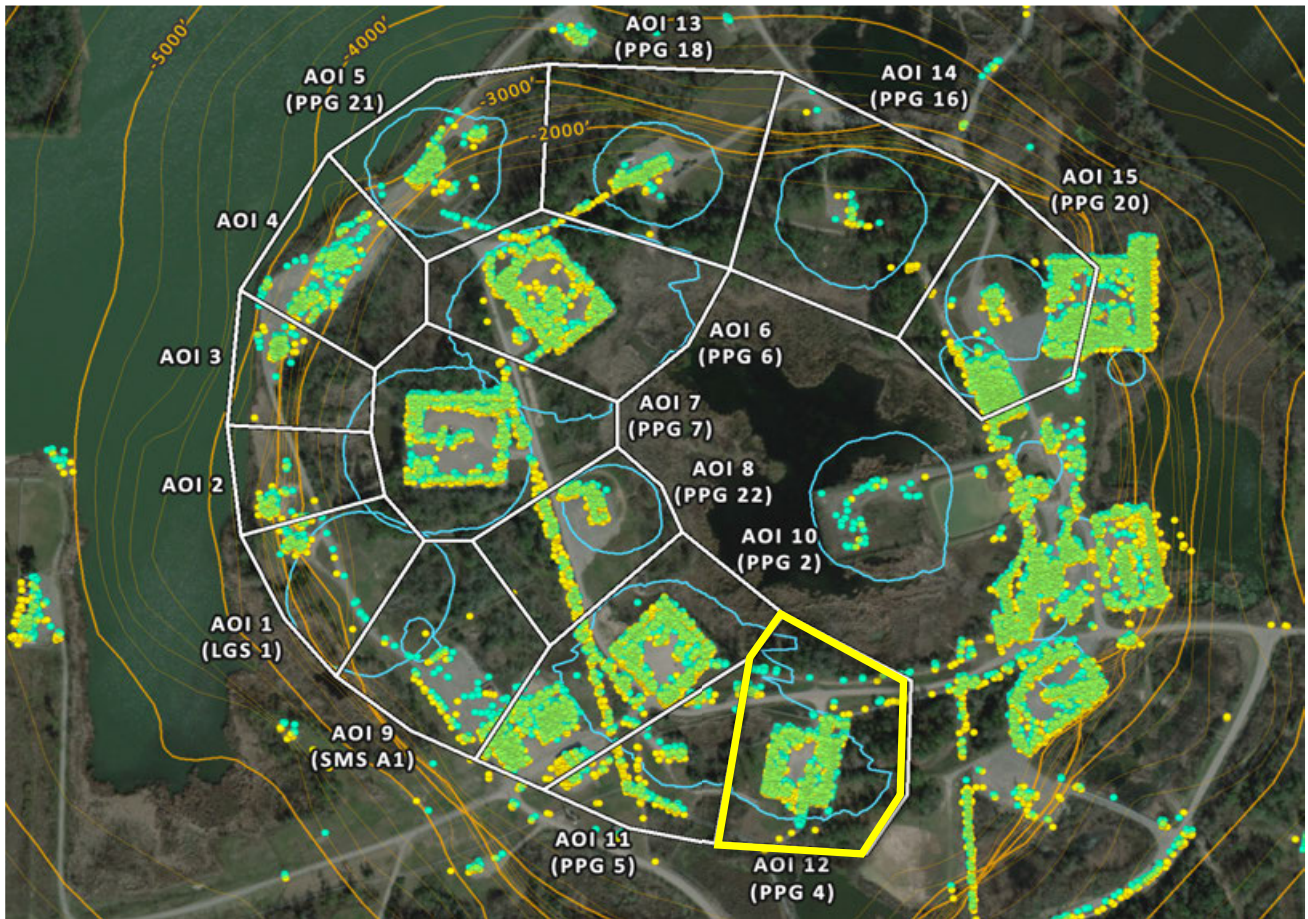 -5000'
-4000'
AOI 13
(PPG 18)
AOI 5
(PPG 21)
AOI 14
(PPG 16)
-3000'
-2000'
AOI 15
(PPG 20)
AOI 4
AOI 3
AOI 6
(PPG 6)
AOI 7
(PPG 7)
AOI 8
(PPG 22)
AOI 2
AOI 10
(PPG 2)
AOI 1
(LGS 1)
AOI 9
(SMS A1)
AOI 11
(PPG 5)
AOI 12
(PPG 4)